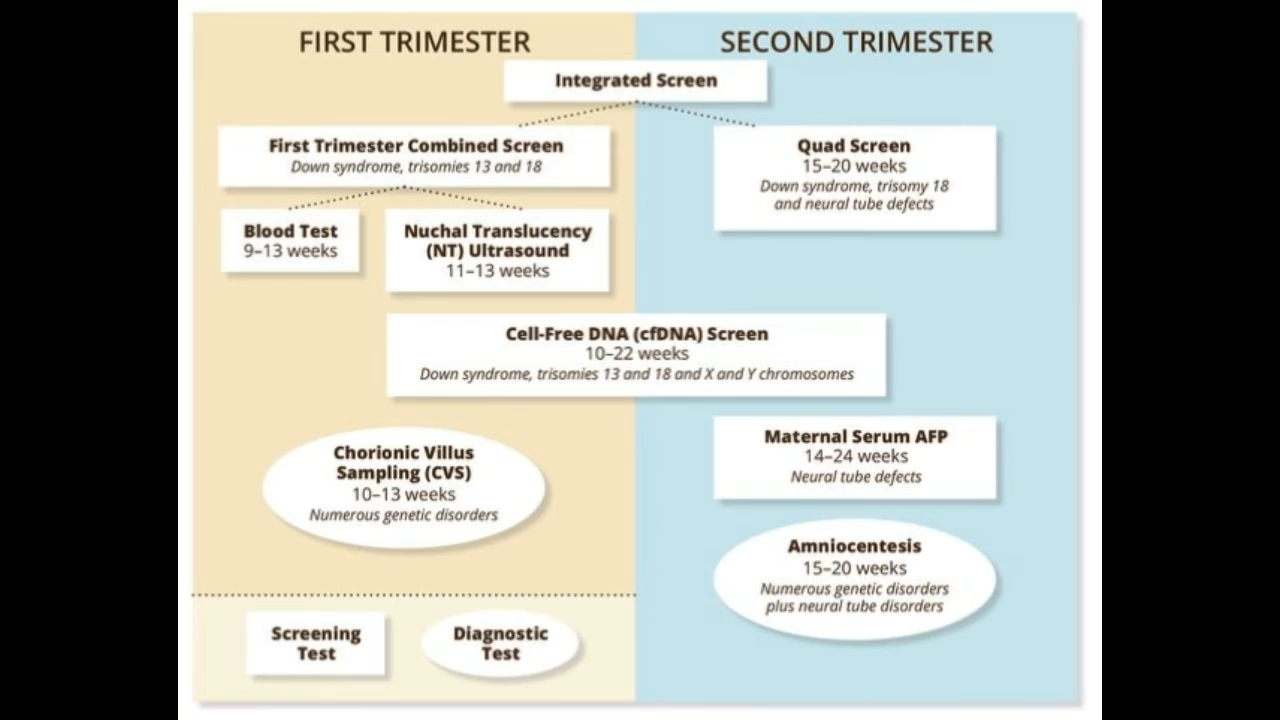 FIRST TRIMESTER
SECOND TRIMESTER
Integrated Screen
First Trimester Combined Screen
Down syndrome, trisomies 13 and 18
Quad Screen
15–20 weeks
Down syndrome, trisomy 18
and neural tube defects
Blood Test
9–13 weeks
Nuchal Translucency
(NT) Ultrasound
11–13 weeks
Cell-Free DNA (cfDNA) Screen
10–22 weeks
Down syndrome, trisomies 13 and 18 and X and Y chromosomes
Chorionic Villus
Sampling (CVS)
10–13 weeks
Numerous genetic disorders
Maternal Serum AFP
14–24 weeks
Neural tube defects
Amniocentesis
15–20 weeks
Numerous genetic disorders
plus neural tube disorders
Screening
Test
Diagnostic
Test